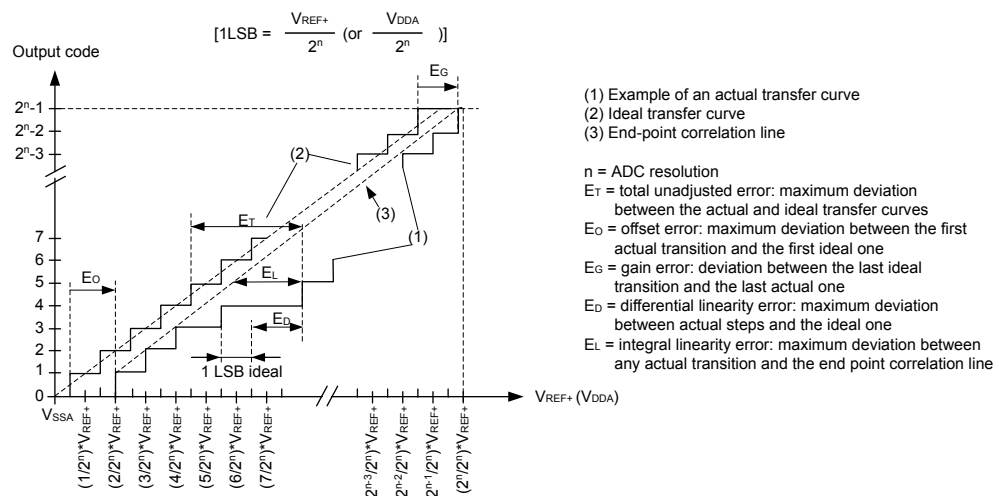 [1LSB = VREF+ / 2ⁿ (or VDDA / 2ⁿ )]
Output code
EG
2ⁿ-1
2ⁿ-2
2ⁿ-3
(2)
(3)
(1)
ET
7
6
5
4
3
2
1
0
EO
EL
ED
1 LSB ideal
VSSA
VREF+ (VDDA)
(1/2ⁿ)*VREF+
(2/2ⁿ)*VREF+
(3/2ⁿ)*VREF+
(4/2ⁿ)*VREF+
(5/2ⁿ)*VREF+
(6/2ⁿ)*VREF+
(7/2ⁿ)*VREF+
2ⁿ⁻³/2ⁿ)*VREF+
2ⁿ⁻²/2ⁿ)*VREF+
2ⁿ⁻¹/2ⁿ)*VREF+
(2ⁿ/2ⁿ)*VREF+
(1) Example of an actual transfer curve
(2) Ideal transfer curve
(3) End-point correlation line
n = ADC resolution
ET = total unadjusted error: maximum deviation
between the actual and ideal transfer curves
EO = offset error: maximum deviation between the first
actual transition and the first ideal one
EG = gain error: deviation between the last ideal
transition and the last actual one
ED = differential linearity error: maximum deviation
between actual steps and the ideal one
EL = integral linearity error: maximum deviation between
any actual transition and the end point correlation line